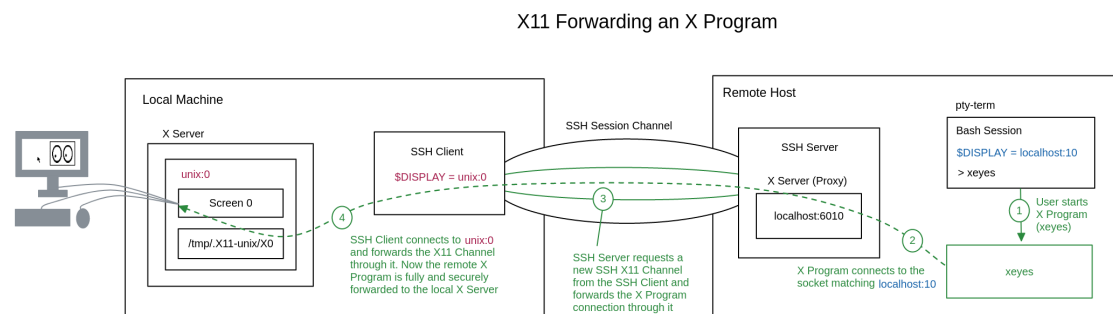 X11 Forwarding an X Program
Local Machine
X Server
unix:0
Screen 0
/tmp/.X11-unix/X0
SSH Client
$DISPLAY = unix:0
4
SSH Client connects to unix:0
and forwards the X11 Channel
through it. Now the remote X
Program is fully and securely
forwarded to the local X Server
SSH Session Channel
3
SSH Server requests a
new SSH X11 Channel
from the SSH Client and
forwards the X Program
connection through it
Remote Host
SSH Server
X Server (Proxy)
localhost:6010
pty-term
Bash Session
$DISPLAY = localhost:10
> xeyes
1
User starts
X Program
(xeyes)
2
X Program connects to the
socket matching localhost:10
xeyes